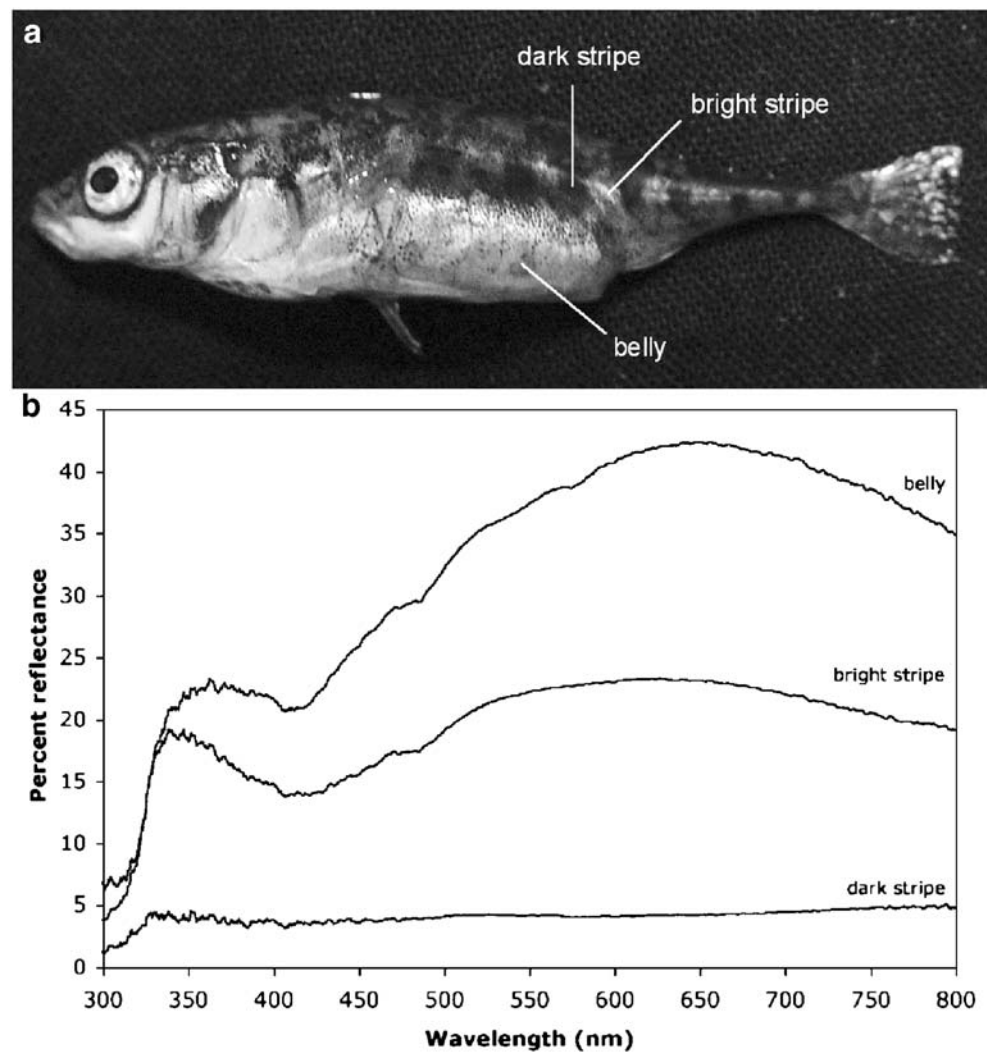 a
dark stripe
bright stripe
belly
b
45
40
35
30
25
20
15
10
5
0
Percent reflectance
belly
bright stripe
dark stripe
300 350 400 450 500 550 600 650 700 750 800
Wavelength (nm)